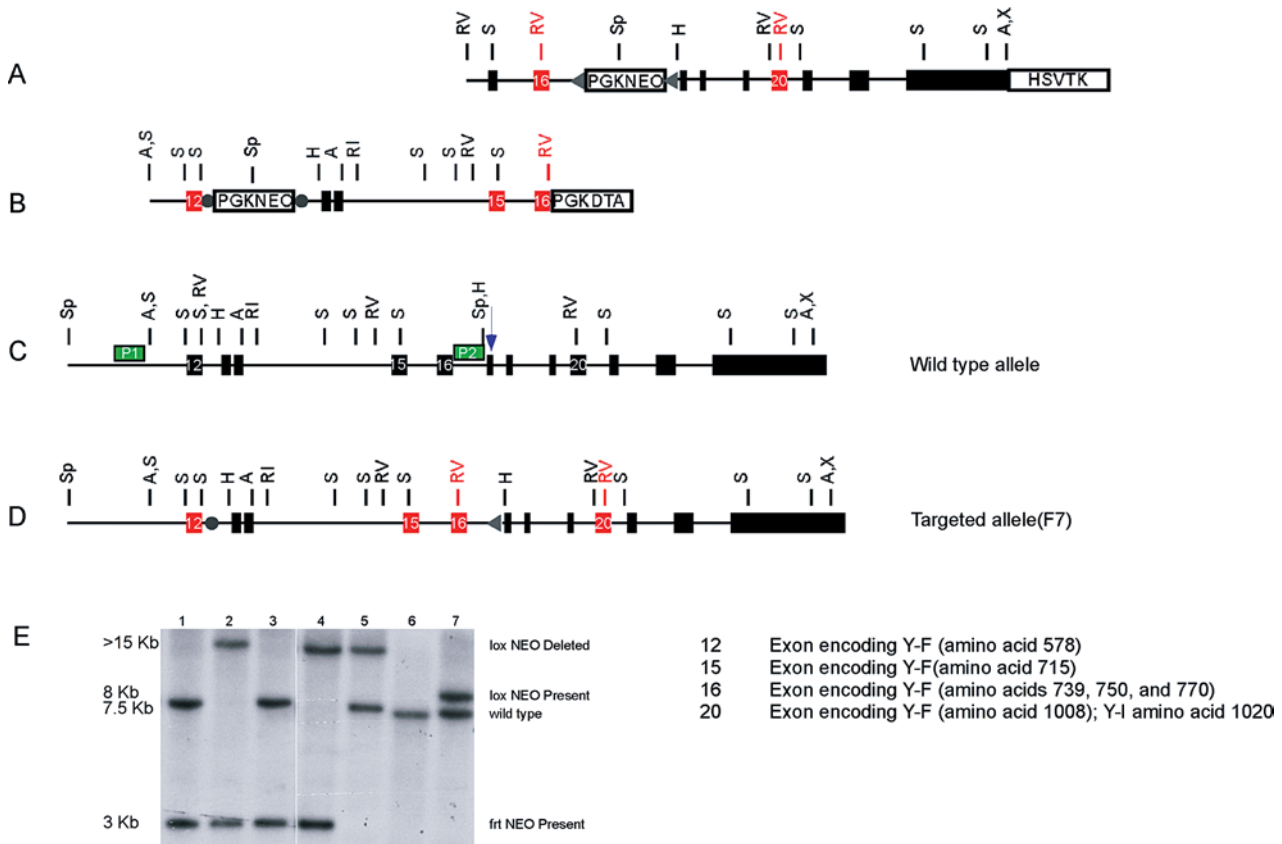 RV S RV Sp H RV RV S S S A,X
A 16 PGKNEO 20 HSVTK
A,S S S Sp H A RI S S RV S RV
B 12 PGKNEO 15 16 PGKDTA
Sp A,S S S, RV H A RI S S RV S Sp,H RV S S S A,X
P1 P2
C 12 15 16 20 Wild type allele
Sp A,S S S H A RI S S RV S RV H RV RV S S S A,X
D 12 15 16 20 Targeted allele(F7)
E 1 2 3 4 5 6 7
>15 Kb lox NEO Deleted
8 Kb lox NEO Present
7.5 Kb wild type
3 Kb frt NEO Present
12 Exon encoding Y-F (amino acid 578)
15 Exon encoding Y-F(amino acid 715)
16 Exon encoding Y-F (amino acids 739, 750, and 770)
20 Exon encoding Y-F (amino acid 1008); Y-I amino acid 1020